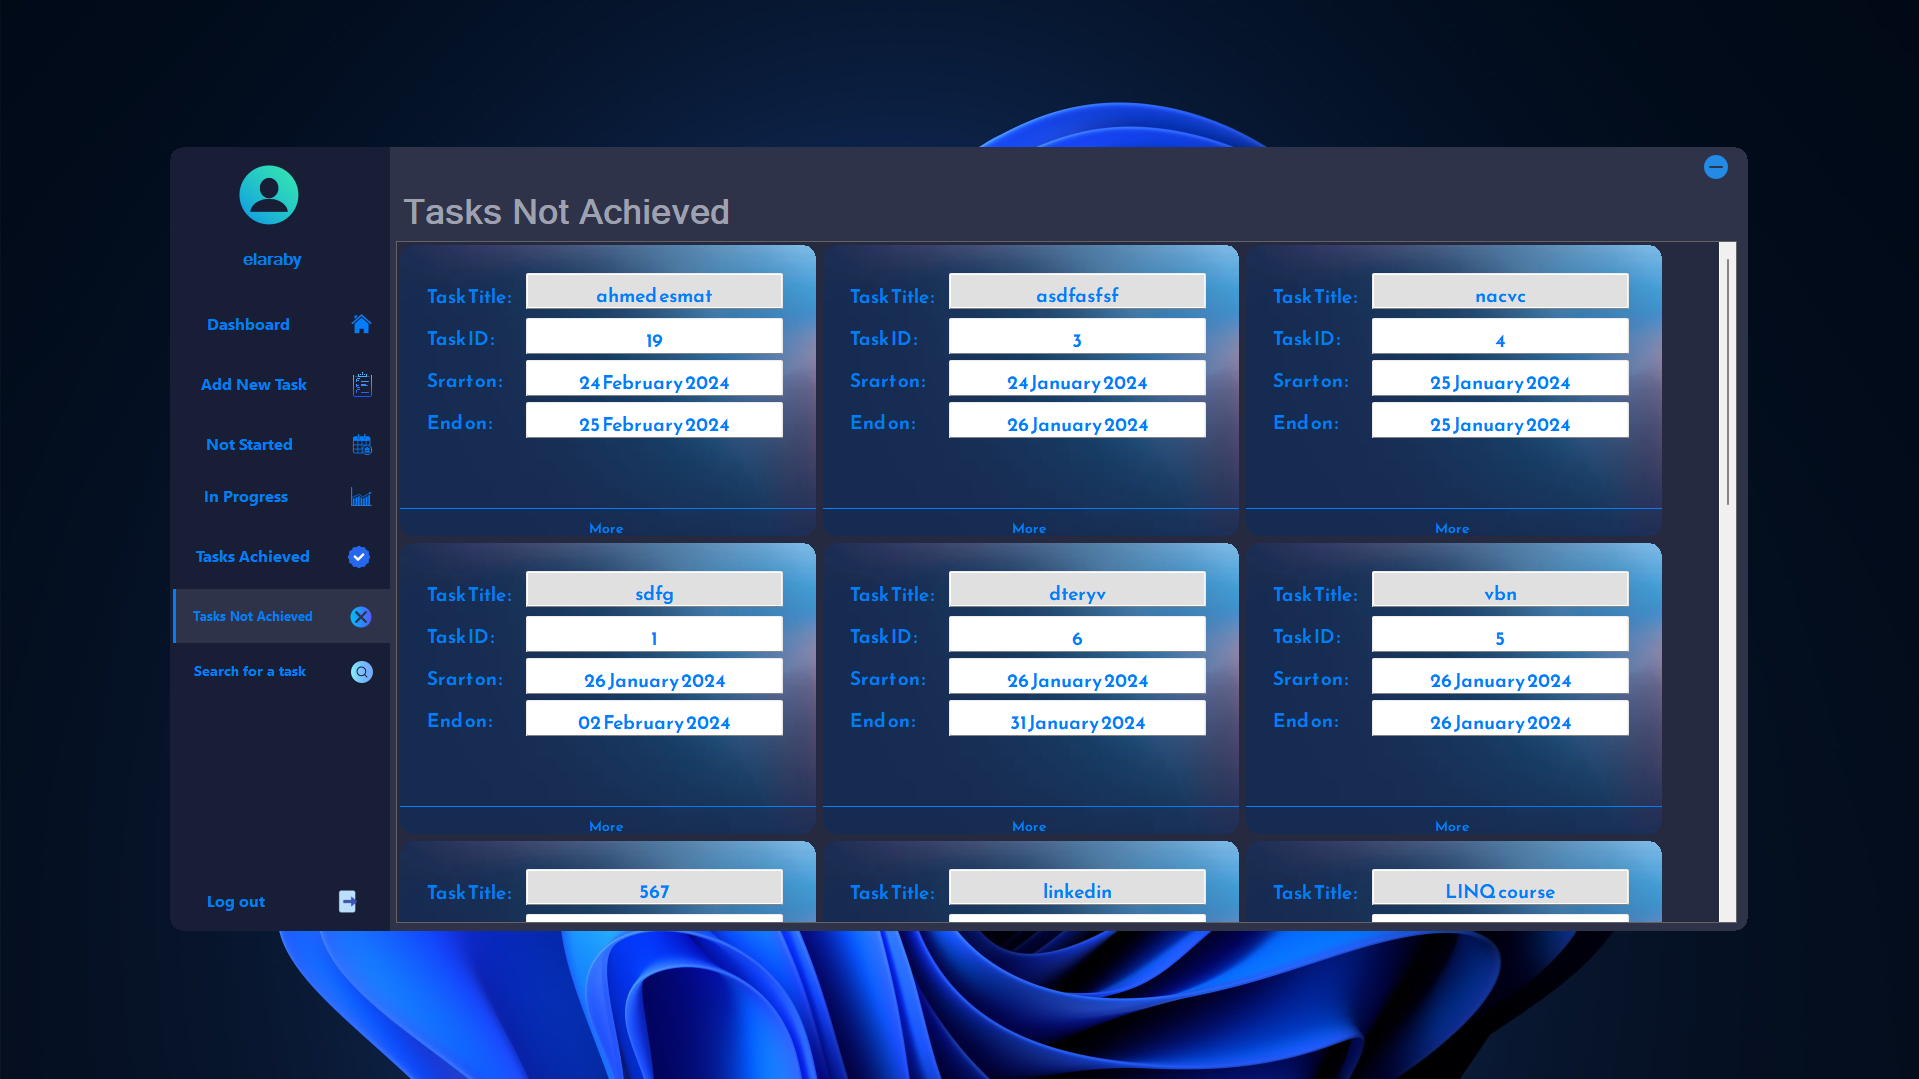 elaraby
Dashboard
Add New Task
Not Started
In Progress
Tasks Achieved
Tasks Not Achieved
Search for a task
Log out
Tasks Not Achieved
Task Title: ahmed esmat
Task ID: 19
Srart on: 24 February 2024
End on: 25 February 2024
More
Task Title: asdfasfsf
Task ID: 3
Srart on: 24 January 2024
End on: 26 January 2024
More
Task Title: nacvc
Task ID: 4
Srart on: 25 January 2024
End on: 25 January 2024
More
Task Title: sdfg
Task ID: 1
Srart on: 26 January 2024
End on: 02 February 2024
More
Task Title: dteryv
Task ID: 6
Srart on: 26 January 2024
End on: 31 January 2024
More
Task Title: vbn
Task ID: 5
Srart on: 26 January 2024
End on: 26 January 2024
More
Task Title: 567
Task Title: linkedin
Task Title: LINQ course